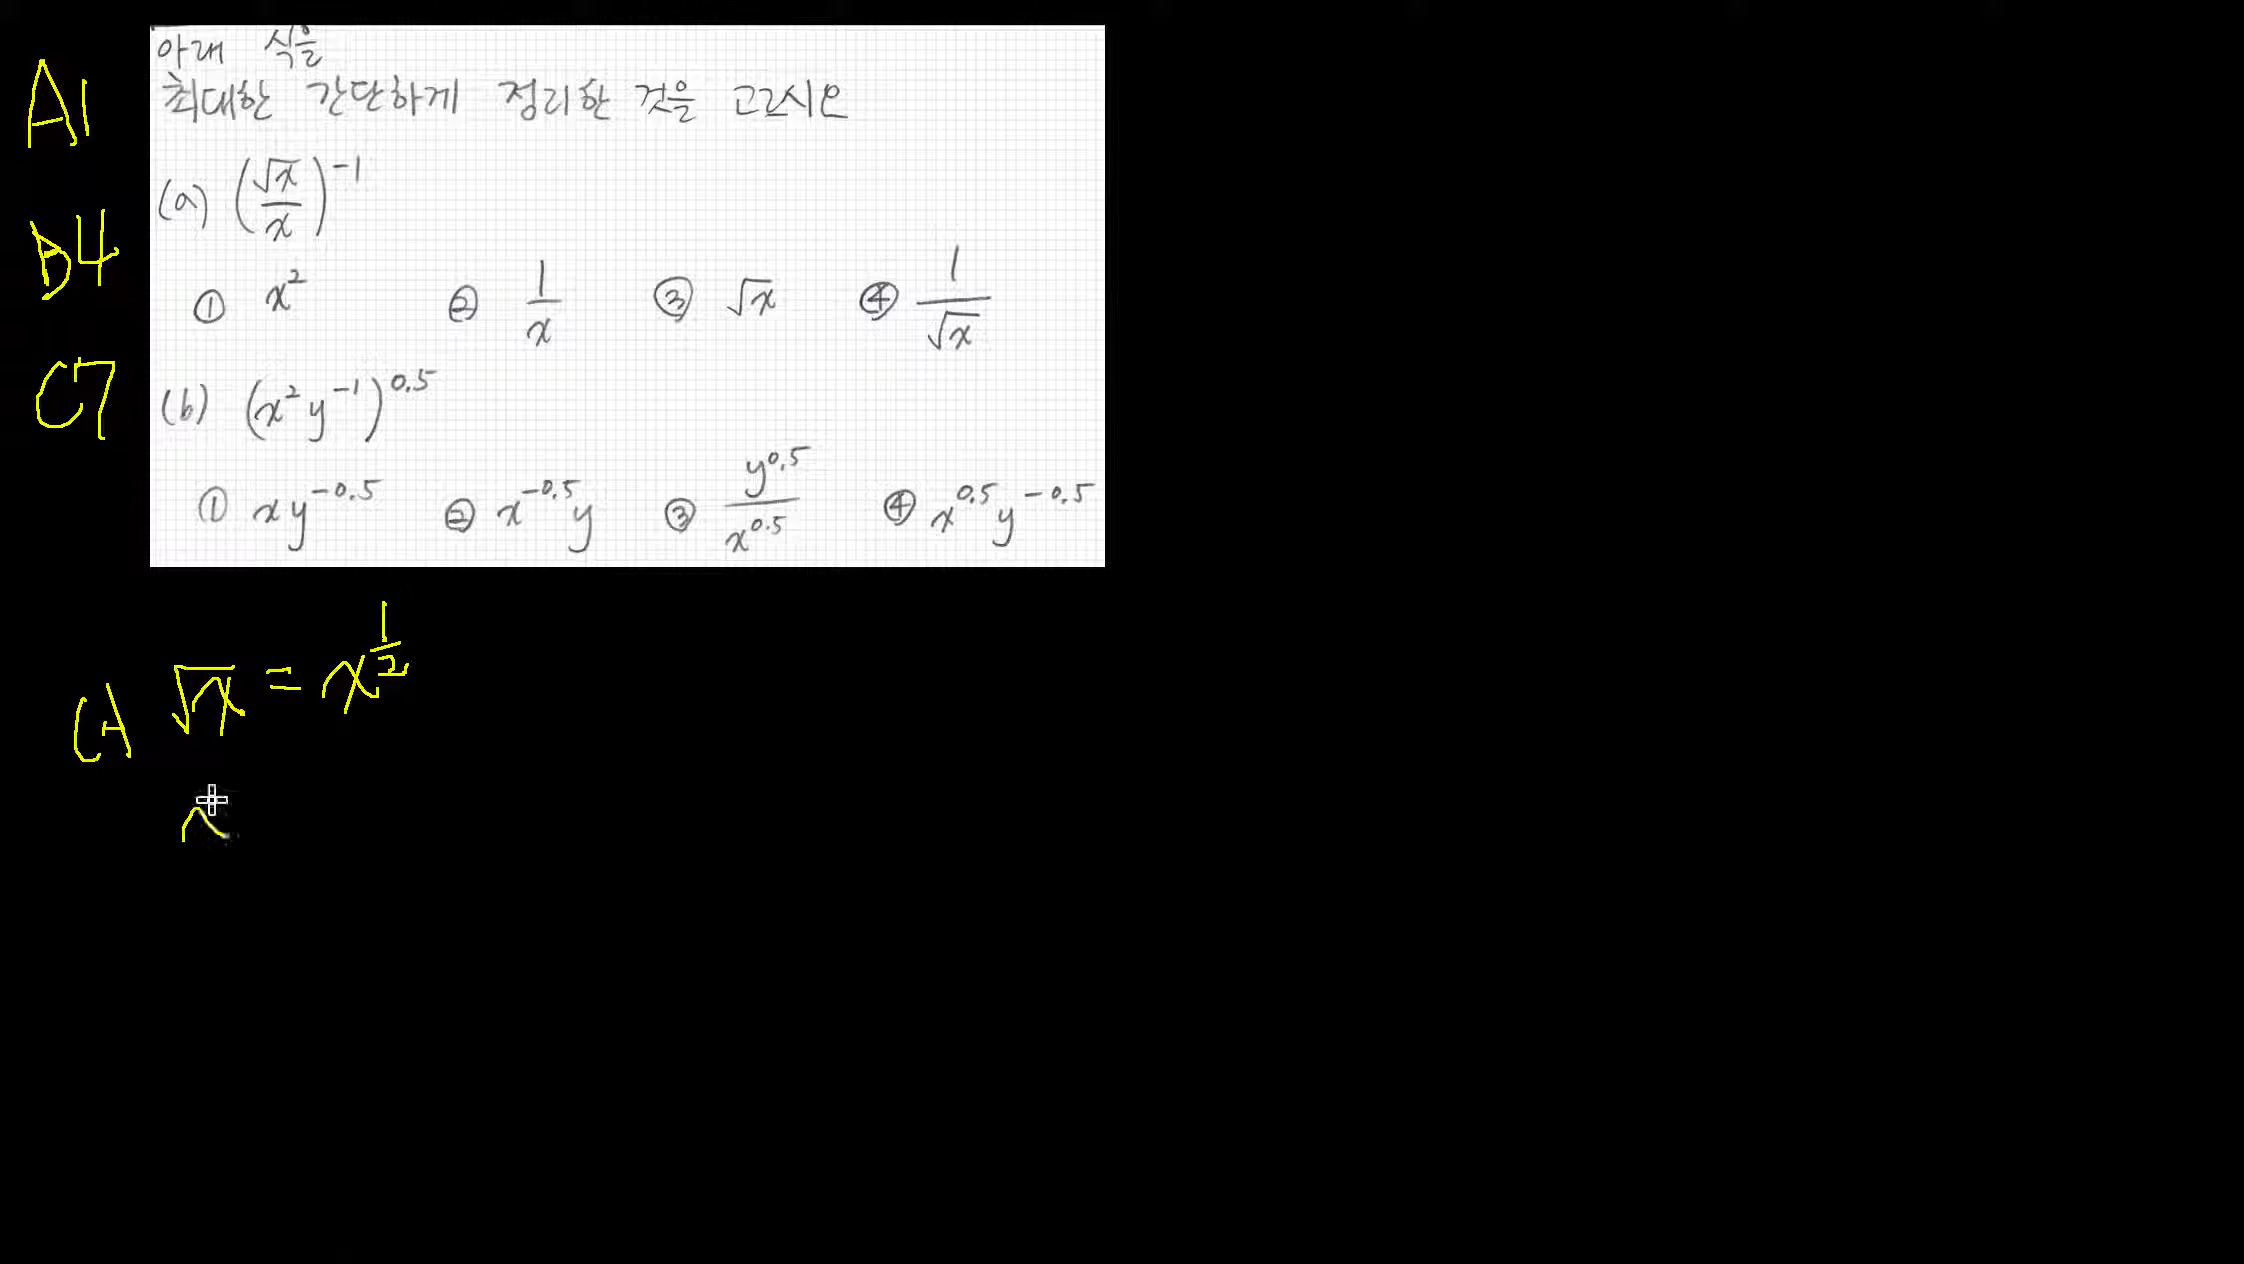 A1
B4
C7
아래 식을
최대한 간단하게 정리한 것을 고르시오
(a) (√x/x)^-1
① x² ② 1/x ③ √x ④ 1/√x
(b) (x²y^-1)^0.5
① xy^-0.5 ② x^-0.5y ③ y^0.5/x^0.5 ④ x^0.5y^-0.5
√x = x^1/2